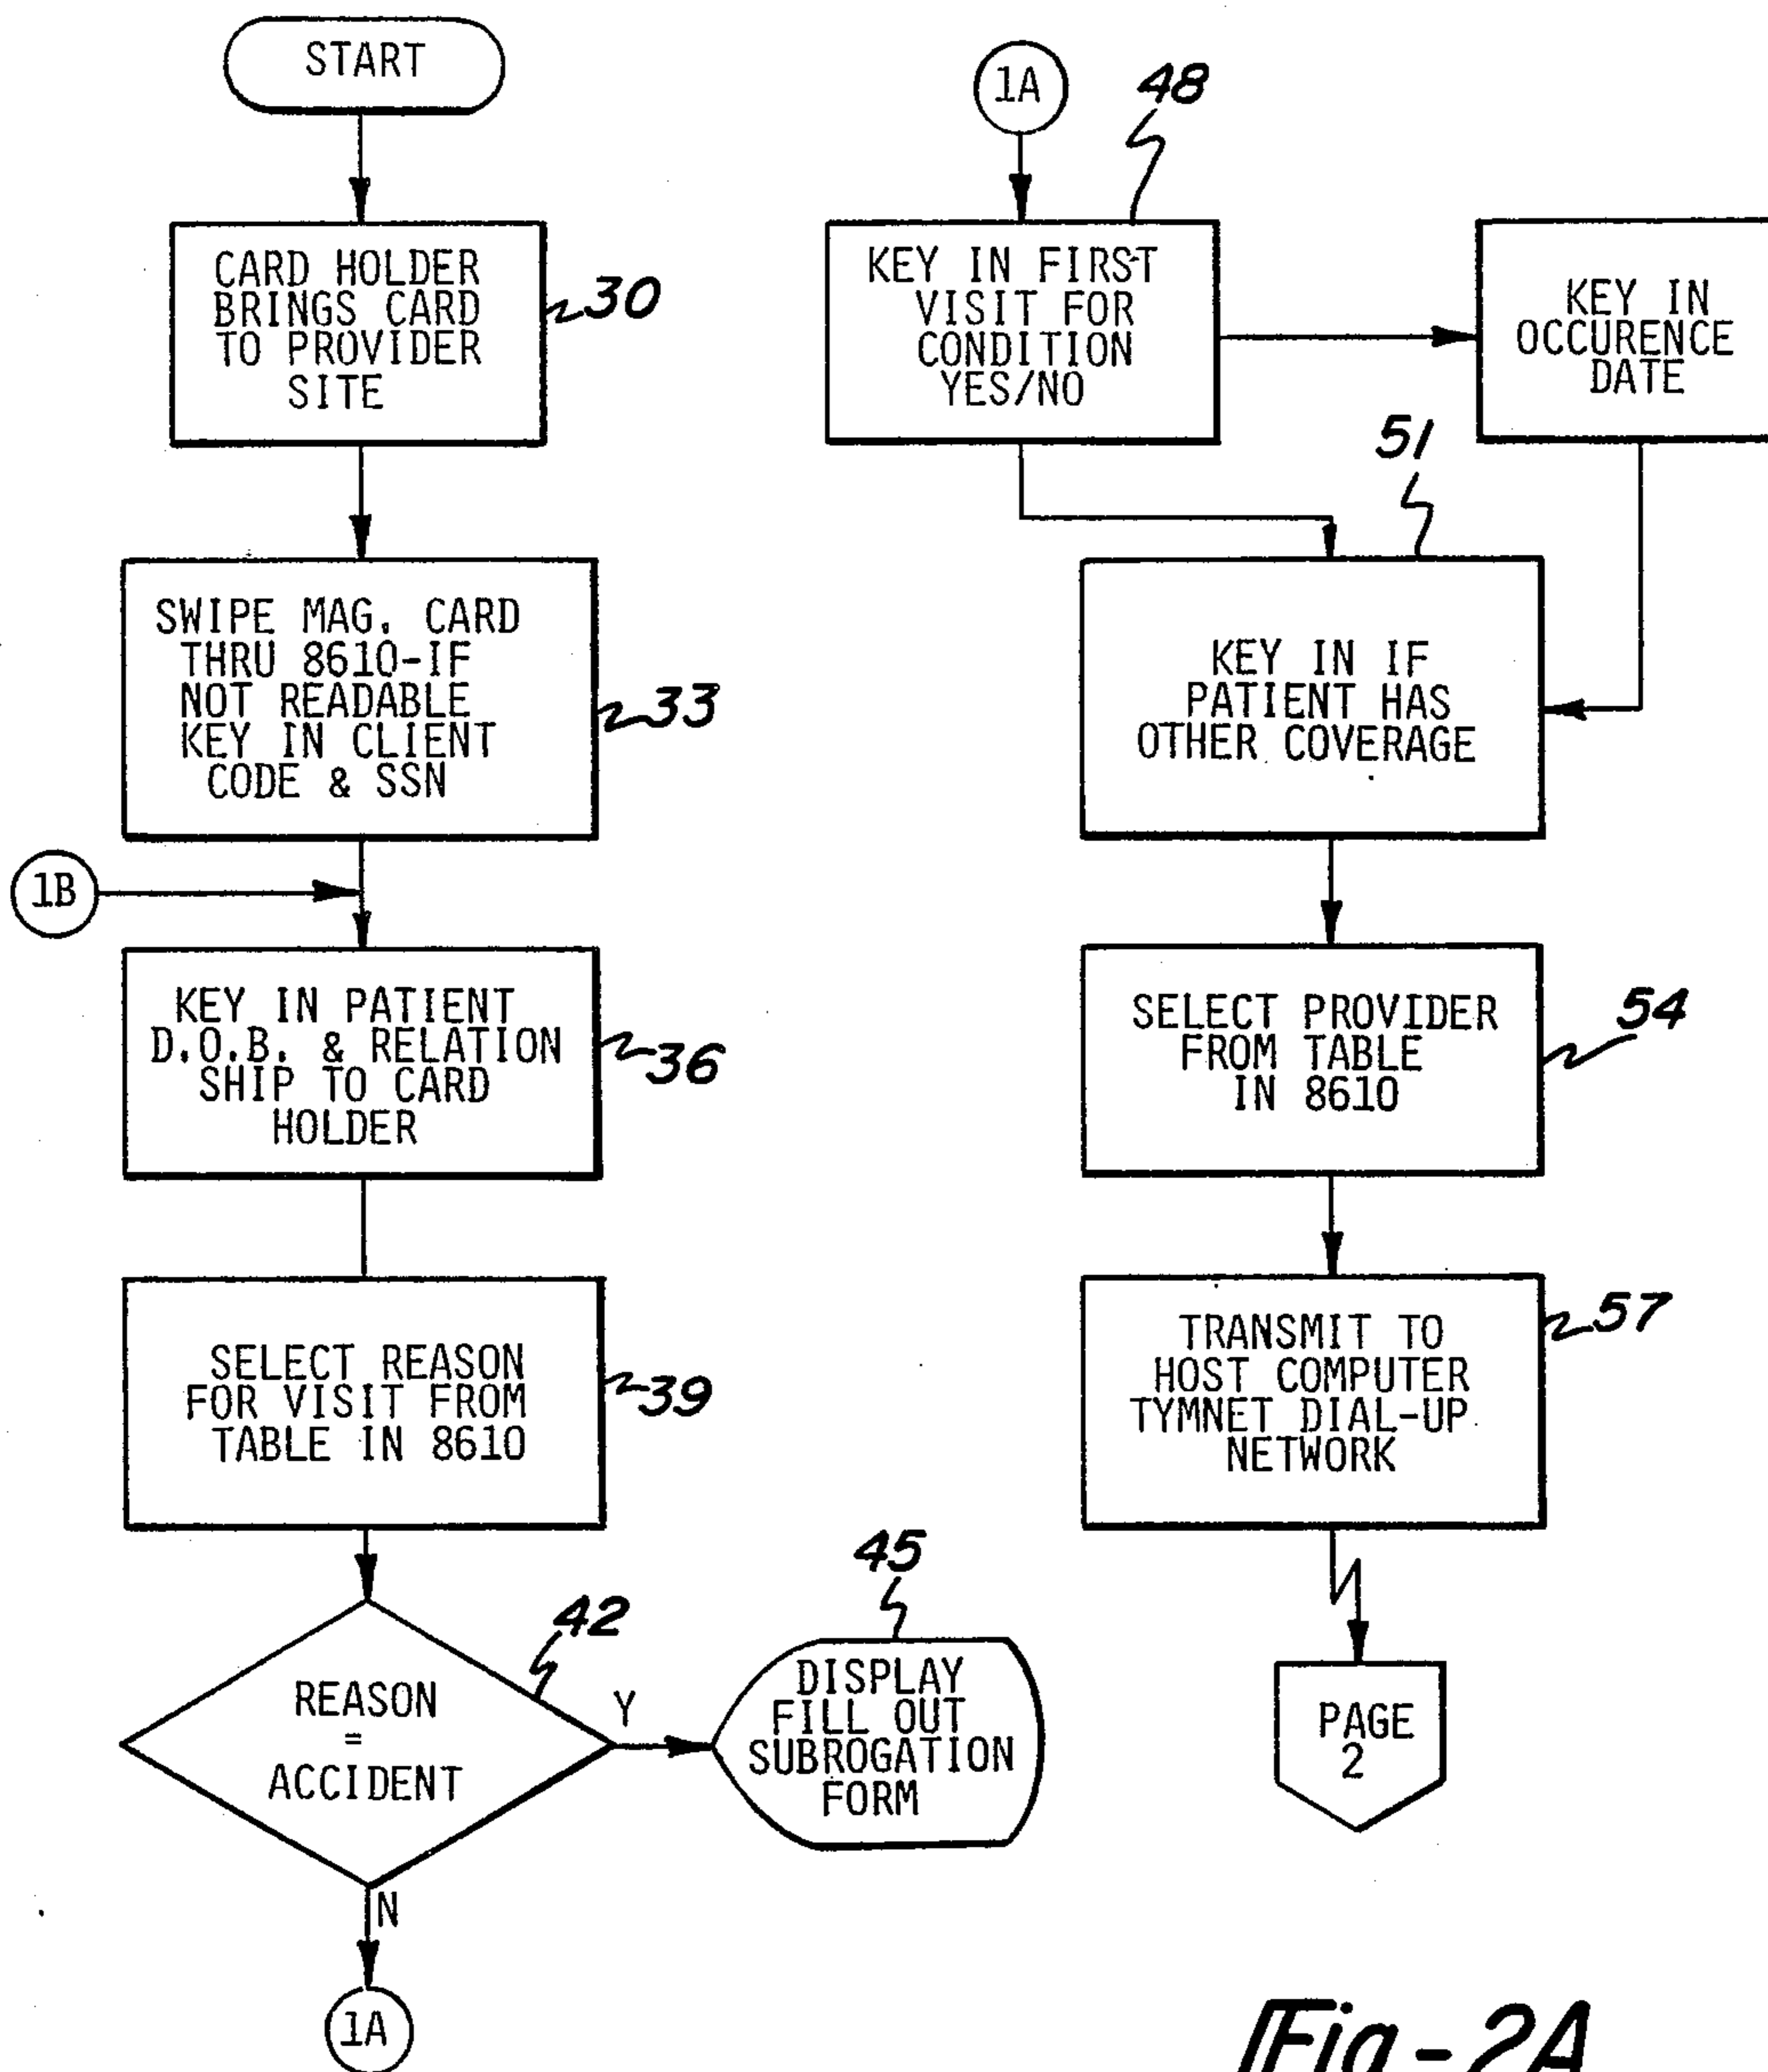 START
CARD HOLDER
BRINGS CARD
TO PROVIDER
SITE
30
SWIPE MAG. CARD
THRU 8610-IF
NOT READABLE
KEY IN CLIENT
CODE & SSN
33
1B
KEY IN PATIENT
D.O.B. & RELATION
SHIP TO CARD
HOLDER
36
SELECT REASON
FOR VISIT FROM
TABLE IN 8610
39
42
REASON
=
ACCIDENT
Y
N
45
DISPLAY
FILL OUT
SUBROGATION
FORM
1A
1A
48
KEY IN FIRST
VISIT FOR
CONDITION
YES/NO
KEY IN
OCCURENCE
DATE
51
KEY IN IF
PATIENT HAS
OTHER COVERAGE
SELECT PROVIDER
FROM TABLE
IN 8610
54
TRANSMIT TO
HOST COMPUTER
TYMNET DIAL-UP
NETWORK
57
PAGE
2
Fig-2A